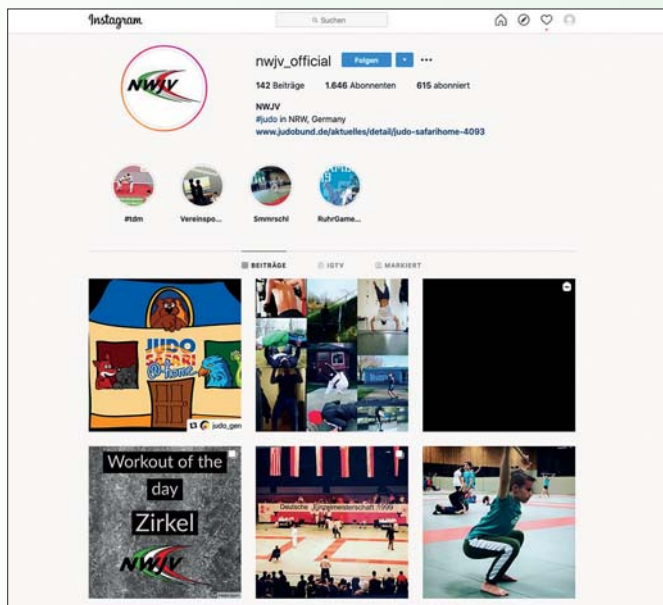 Instagram
Suchen
NWJV
nwjv_official Folgen
142 Beiträge 1.646 Abonnenten 615 abonniert
NWJV
#judo in NRW, Germany
www.judobund.de/aktuelles/detail/judo-safarihome-4093
#tdm Vereinspo... Smmrschl RuhrGame...
BEITRÄGE IGTV MARKIERT
JUDO
SAFARI
@home
judo_ger
Workout of the
day
Zirkel
NWJV
Deutsche Einzelmeisterschaft 1999